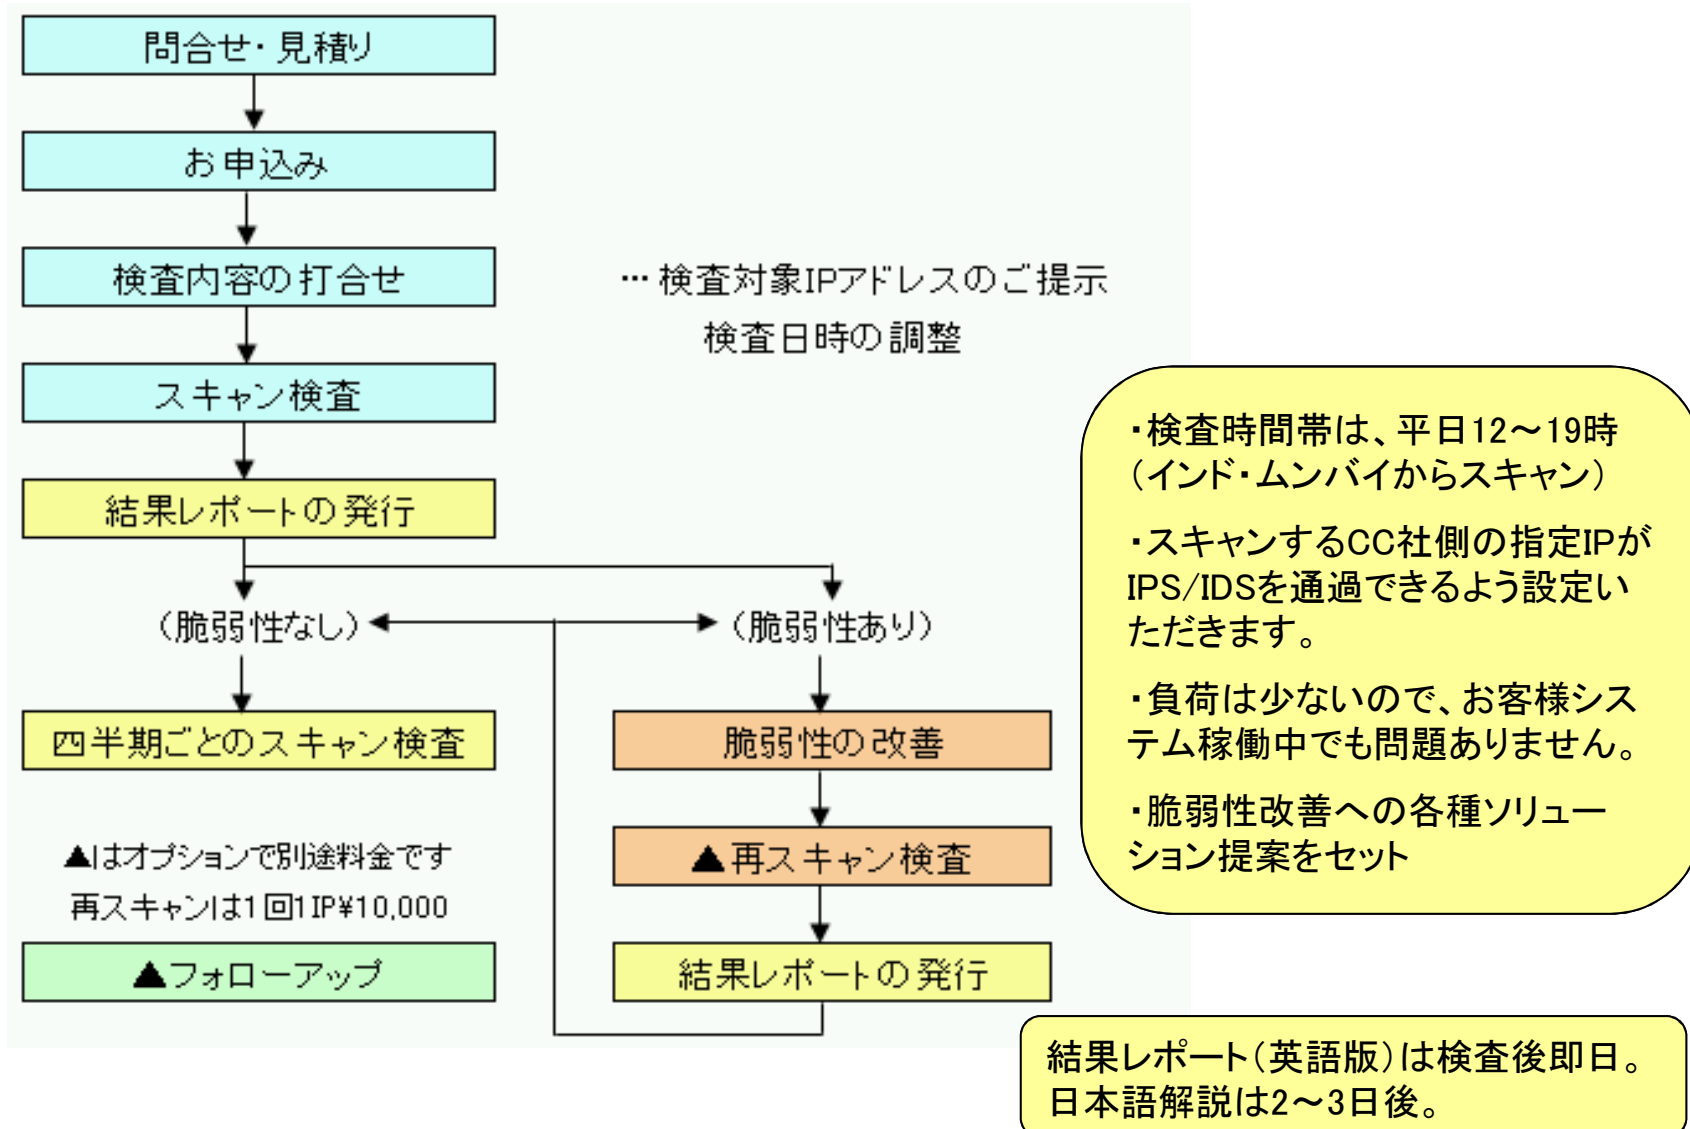 問合せ・見積り
お申込み
検査内容の打合せ
…検査対象IPアドレスのご提示
検査日時の調整
スキャン検査
結果レポートの発行
（脆弱性なし）
（脆弱性あり）
四半期ごとのスキャン検査
脆弱性の改善
▲はオプションで別途料金です
再スキャンは1回1IP¥10,000
▲再スキャン検査
▲フォローアップ
結果レポートの発行
・検査時間帯は、平日12～19時
（インド・ムンバイからスキャン）
・スキャンするCC社側の指定IPが
IPS/IDSを通過できるよう設定い
ただきます。
・負荷は少ないので、お客様シス
テム稼働中でも問題ありません。
・脆弱性改善への各種ソリュー
ション提案をセット
結果レポート（英語版）は検査後即日。
日本語解説は2～3日後。